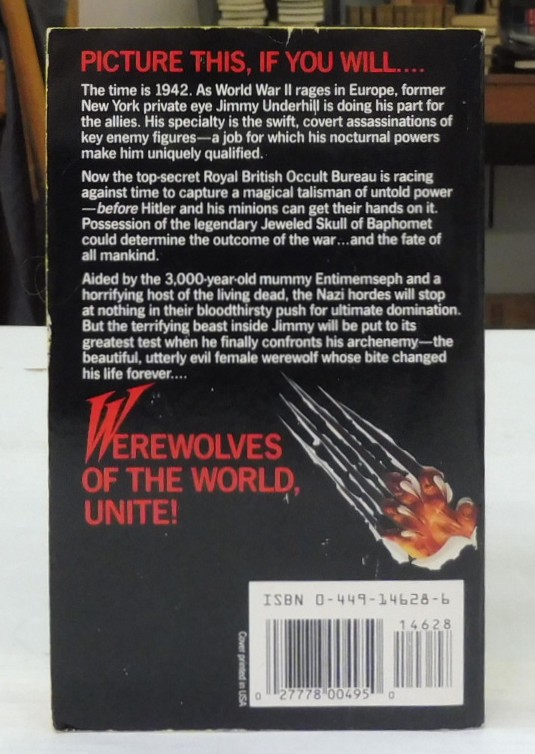 PICTURE THIS, IF YOU WILL....
The time is 1942. As World War II rages in Europe, former
New York private eye Jimmy Underhill is doing his part for
the allies. His specialty is the swift, covert assassinations of
key enemy figures—a job for which his nocturnal powers
make him uniquely qualified.
Now the top-secret Royal British Occult Bureau is racing
against time to capture a magical talisman of untold power
—before Hitler and his minions can get their hands on it.
Possession of the legendary Jeweled Skull of Baphomet
could determine the outcome of the war...and the fate of
all mankind.
Aided by the 3,000-year-old mummy Entimemseph and a
horrifying host of the living dead, the Nazi hordes will stop
at nothing in their bloodthirsty push for ultimate domination.
But the terrifying beast inside Jimmy will be put to its
greatest test when he finally confronts his archenemy—the
beautiful, utterly evil female werewolf whose bite changed
his life forever....
WEREWOLVES
OF THE WORLD,
UNITE!
ISBN 0-449-14628-6
14628
0 27778 00495 0
Cover printed in USA